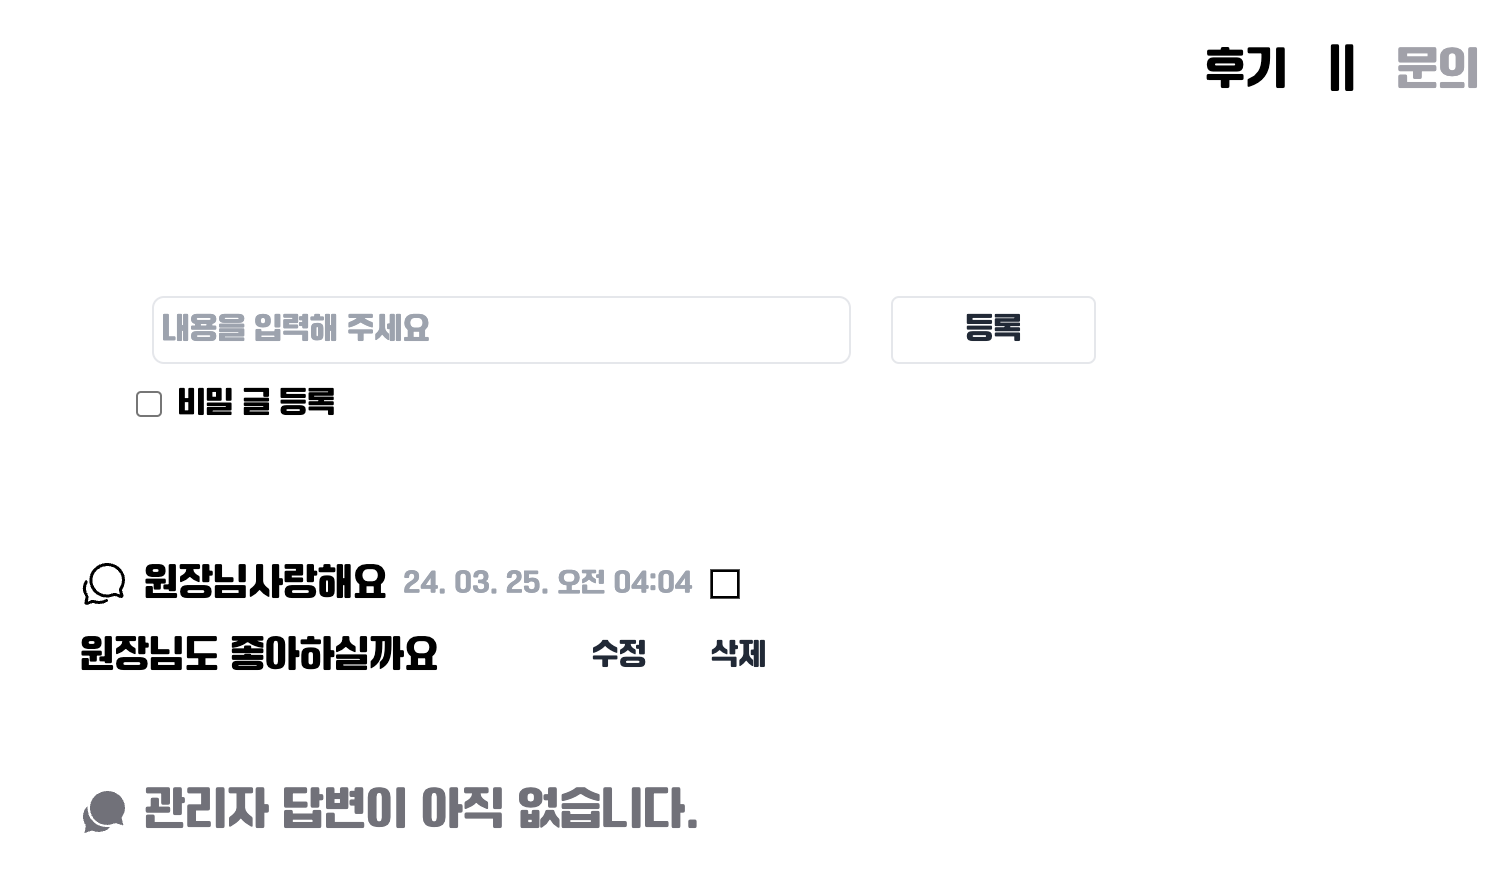 후기 || 문의
내용을 입력해 주세요 등록
비밀 글 등록
원장님사랑해요 24. 03. 25. 오전 04:04
원장님도 좋아하실까요 수정 삭제
관리자 답변이 아직 없습니다.